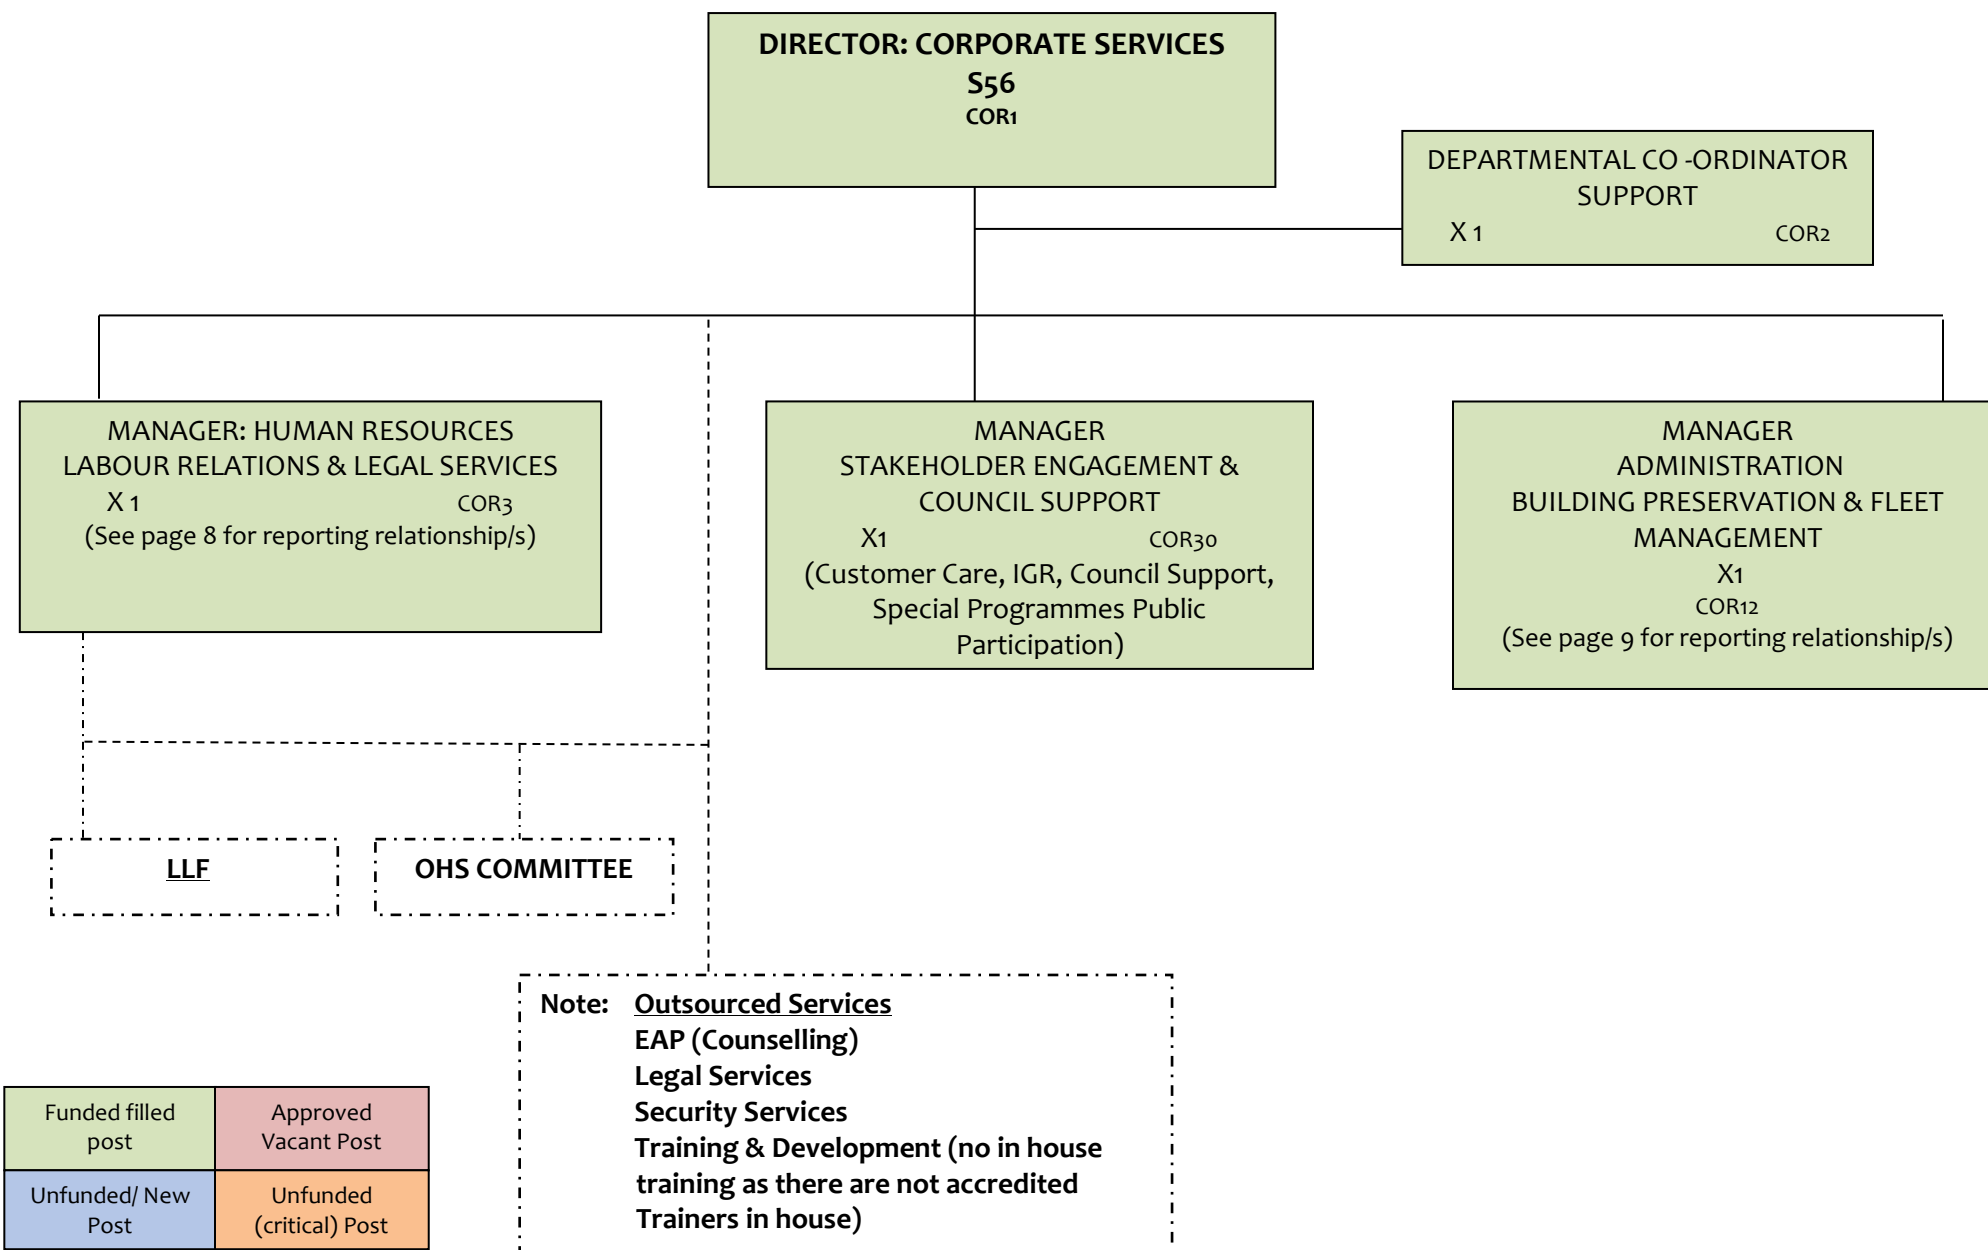 DIRECTOR: CORPORATE SERVICES
S56
COR1
DEPARTMENTAL CO -ORDINATOR
SUPPORT
X 1 COR2
MANAGER: HUMAN RESOURCES
LABOUR RELATIONS & LEGAL SERVICES
X 1 COR3
(See page 8 for reporting relationship/s)
MANAGER
STAKEHOLDER ENGAGEMENT &
COUNCIL SUPPORT
X1 COR30
(Customer Care, IGR, Council Support,
Special Programmes Public
Participation)
MANAGER
ADMINISTRATION
BUILDING PRESERVATION & FLEET
MANAGEMENT
X1
COR12
(See page 9 for reporting relationship/s)
LLF
OHS COMMITTEE
Note: Outsourced Services
EAP (Counselling)
Legal Services
Security Services
Training & Development (no in house
training as there are not accredited
Trainers in house)
Funded filled
post
Approved
Vacant Post
Unfunded/ New
Post
Unfunded
(critical) Post